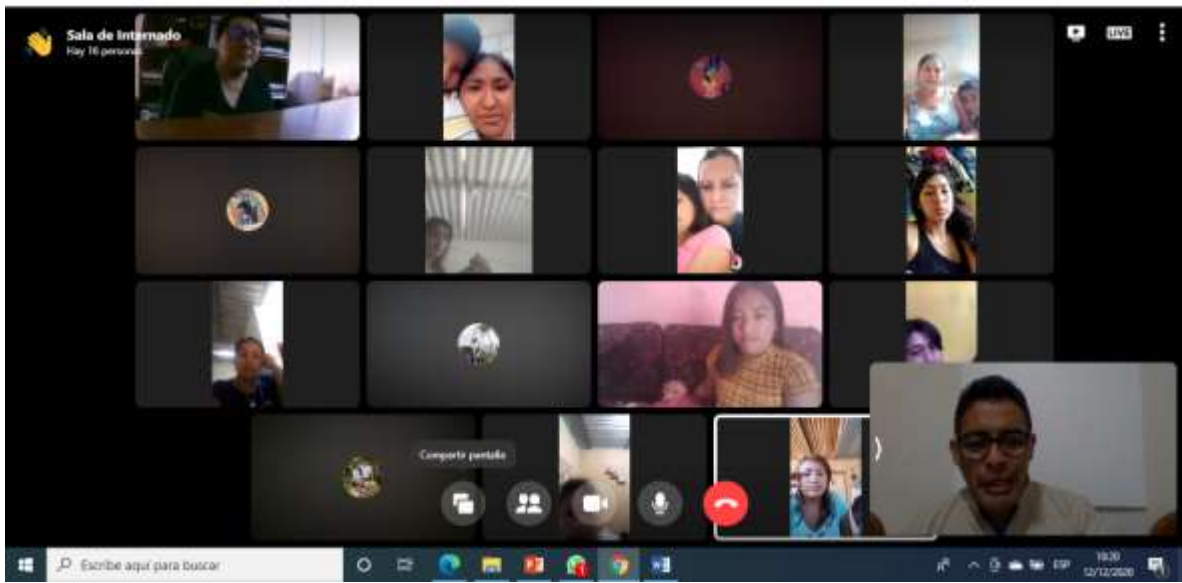 Sala de Internado
Hay 16 personas
LIVE
Compartir pantalla
Escribe aquí para buscar
ESP
12/12/2020